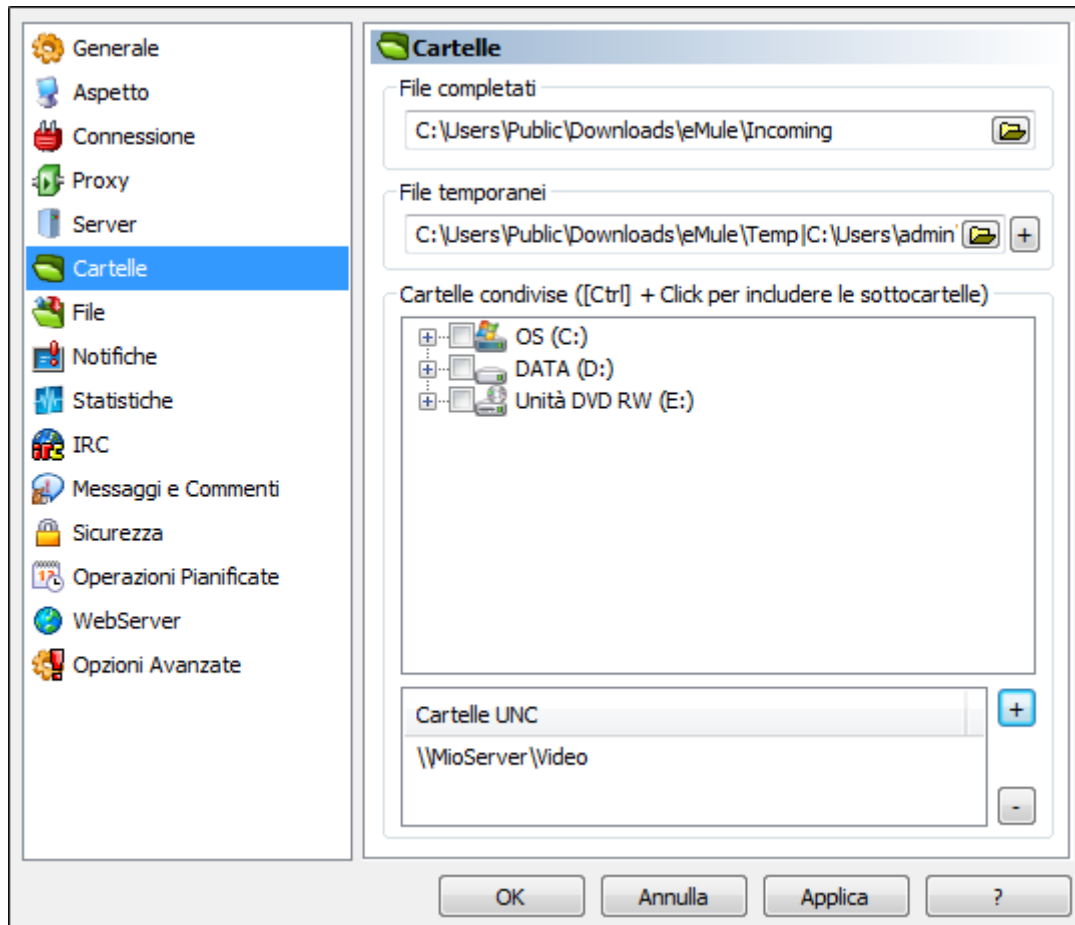 Generale
Aspetto
Connessione
Proxy
Server
Cartelle
File
Notifiche
Statistiche
IRC
Messaggi e Commenti
Sicurezza
Operazioni Pianificate
WebServer
Opzioni Avanzate
Cartelle
File completati
C:\Users\Public\Downloads\eMule\Incoming
File temporanei
C:\Users\Public\Downloads\eMule\Temp|C:\Users\admin
+
Cartelle condivise ([Ctrl] + Click per includere le sottocartelle)
OS (C:)
DATA (D:)
Unità DVD RW (E:)
Cartelle UNC
+
\\MioServer\Video
-
OK
Annulla
Applica
?